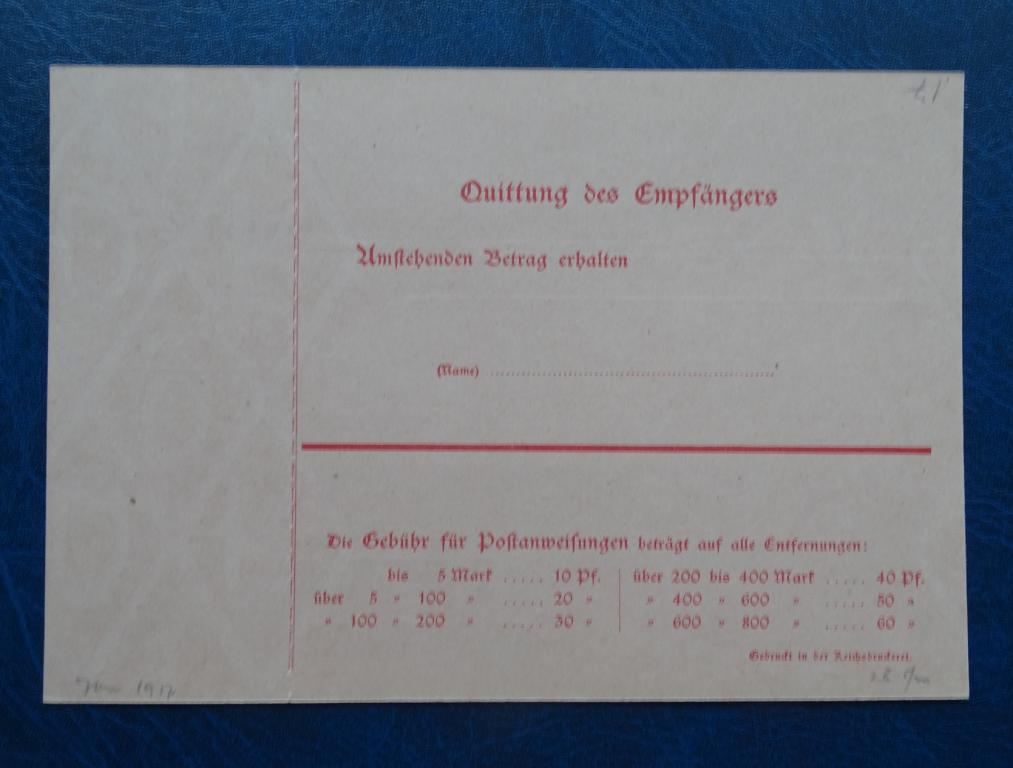 Quittung des Empfängers
Umstehenden Betrag erhalten
(Name) ........................................................
Die Gebühr für Postanweisungen beträgt auf alle Entfernungen:
bis 5 Mark ..... 10 Pf.
über 5 " 100 " ..... 20 "
" 100 " 200 " ..... 30 "
über 200 bis 400 Mark ..... 40 Pf.
" 400 " 600 " ..... 50 "
" 600 " 800 " ..... 60 "
Gedruckt in der Reichsdruckerei.
1917